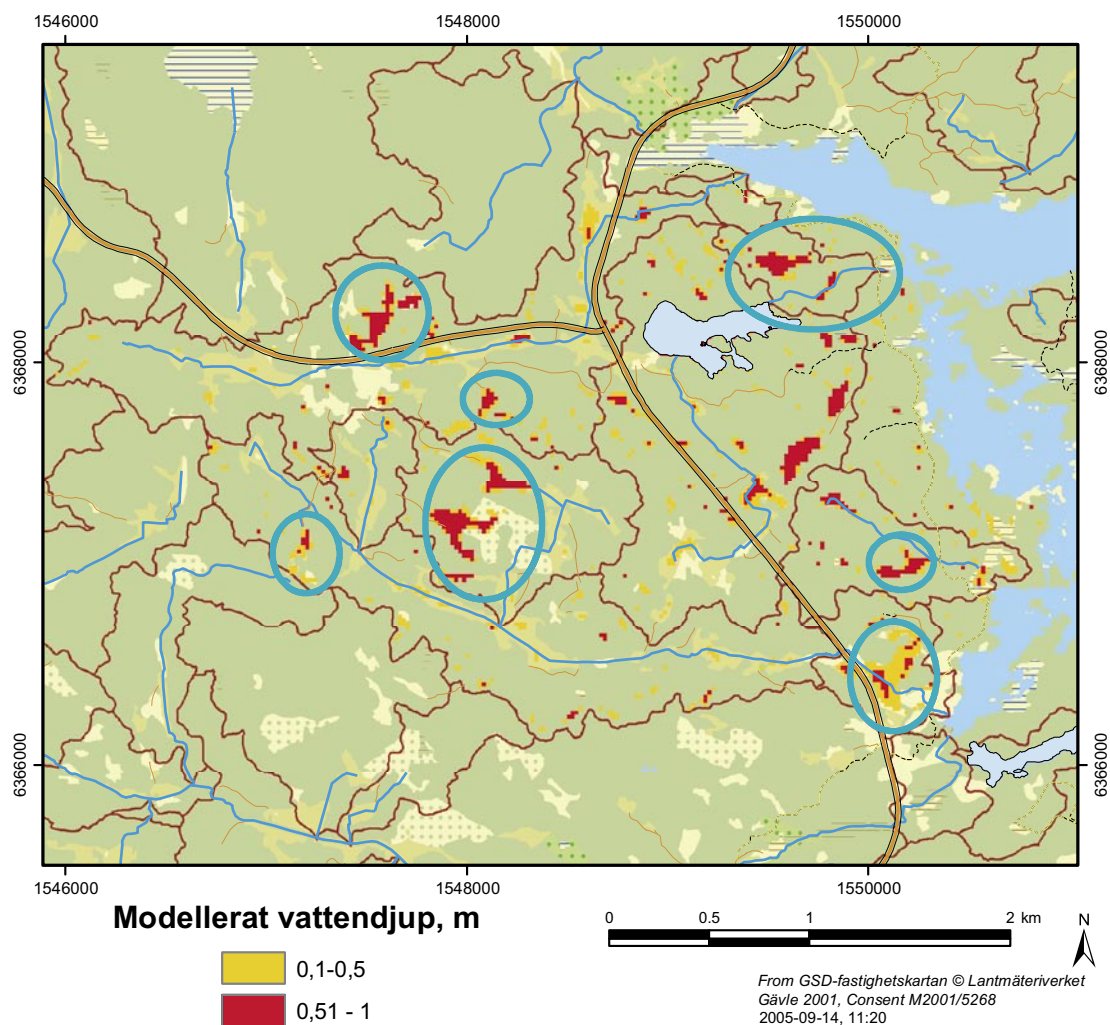 1546000 1548000 1550000
6368000 6368000
6366000 6366000
1546000 1548000 1550000
Modellerat vattendjup, m
0,1-0,5
0,51 - 1
0 0.5 1 2 km
N
From GSD-fastighetskartan © Lantmäteriverket
Gävle 2001, Consent M2001/5268
2005-09-14, 11:20